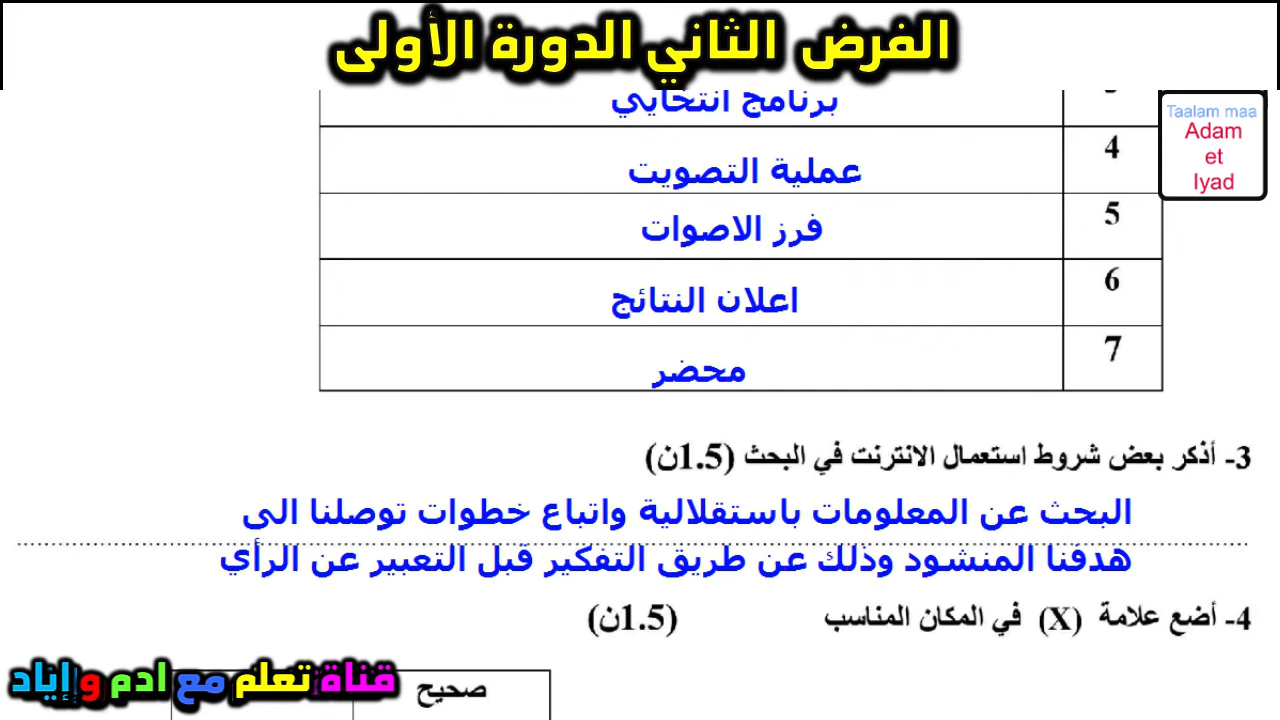 الفرض الثاني الدورة الأولى
Taalam maa
Adam
et
Iyad
برنامج انتخابي
4 عملية التصويت
5 فرز الاصوات
6 اعلان النتائج
7 محضر
3- أذكر بعض شروط استعمال الانترنت في البحث (1.5ن)
البحث عن المعلومات باستقلالية واتباع خطوات توصلنا الى
هدفنا المنشود وذلك عن طريق التفكير قبل التعبير عن الرأي
4- أضع علامة (X) في المكان المناسب (1.5ن)
صحيح
قناة تعلم مع ادم وإياد